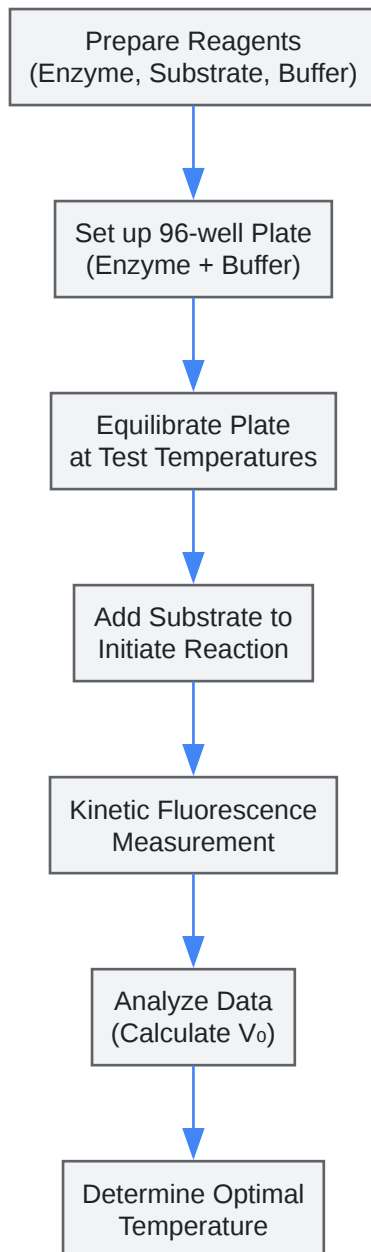 Prepare Reagents
(Enzyme, Substrate, Buffer)
Set up 96-well Plate
(Enzyme + Buffer)
Equilibrate Plate
at Test Temperatures
Add Substrate to
Initiate Reaction
Kinetic Fluorescence
Measurement
Analyze Data
(Calculate V₀)
Determine Optimal
Temperature